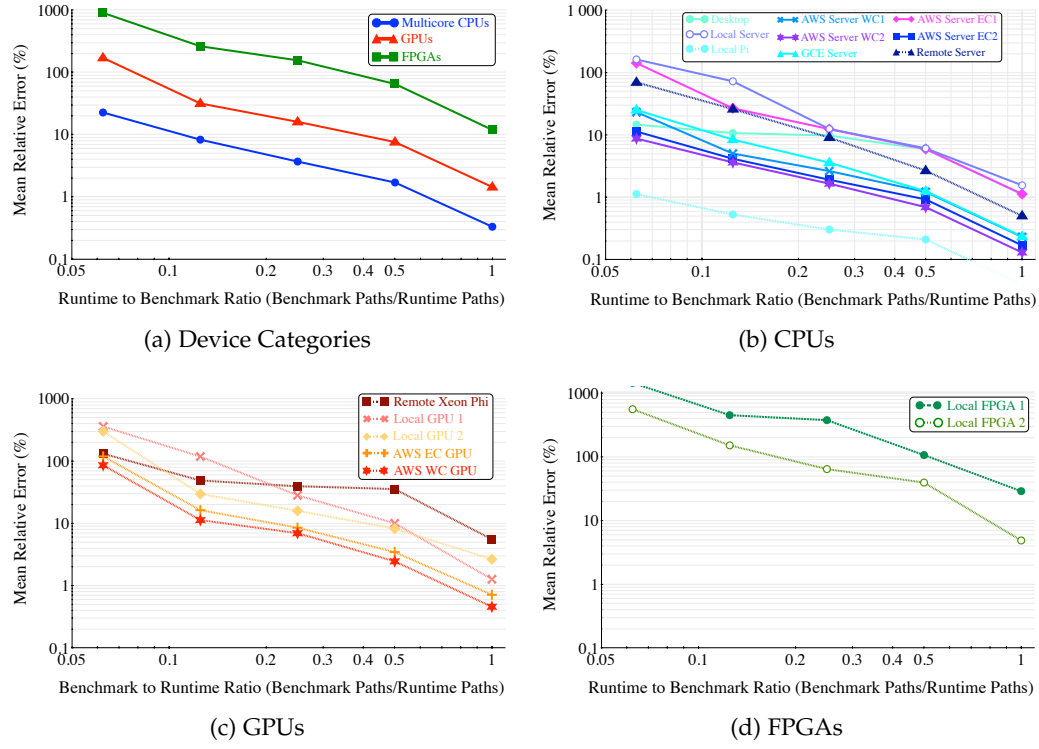 1000
100
10
1
0.1
Mean Relative Error (%)
Multicore CPUs
GPUs
FPGAs
0.05 0.1 0.2 0.3 0.4 0.5 1
Runtime to Benchmark Ratio (Benchmark Paths/Runtime Paths)
(a) Device Categories
1 000
100
10
1
0.1
Mean Relative Error (%)
Desktop
Local Server
Local Pi
AWS Server WC1
AWS Server WC2
GCE Server
AWS Server EC1
AWS Server EC2
Remote Server
0.05 0.1 0.2 0.3 0.4 0.5 1
Runtime to Benchmark Ratio (Benchmark Paths/Runtime Paths)
(b) CPUs
1000
100
10
1
0.1
Mean Relative Error (%)
Remote Xeon Phi
Local GPU 1
Local GPU 2
AWS EC GPU
AWS WC GPU
0.05 0.1 0.2 0.3 0.4 0.5 1
Benchmark to Runtime Ratio (Benchmark Paths/Runtime Paths)
(c) GPUs
1000
100
10
1
0.1
Mean Relative Error (%)
Local FPGA 1
Local FPGA 2
0.05 0.1 0.2 0.3 0.4 0.5 1
Runtime to Benchmark Ratio (Benchmark Paths/Runtime Paths)
(d) FPGAs